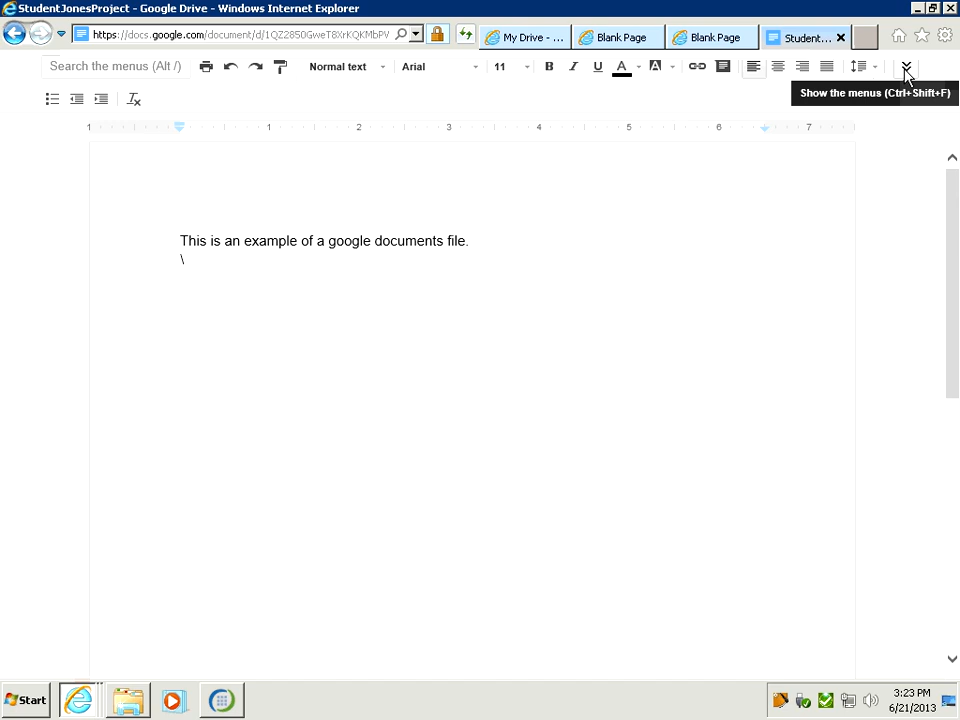 StudentJonesProject - Google Drive - Windows Internet Explorer
https://docs.google.com/document/d/1QZ2850GweT8XrKQKMbPV
My Drive - ...
Blank Page
Blank Page
Student...
Search the menus (Alt /)
Normal text
Arial
11
B
I
U
A
A
Show the menus (Ctrl+Shift+F)
1 1 2 3 4 5 6 7
This is an example of a google documents file.
\
Start
3:23 PM
6/21/2013